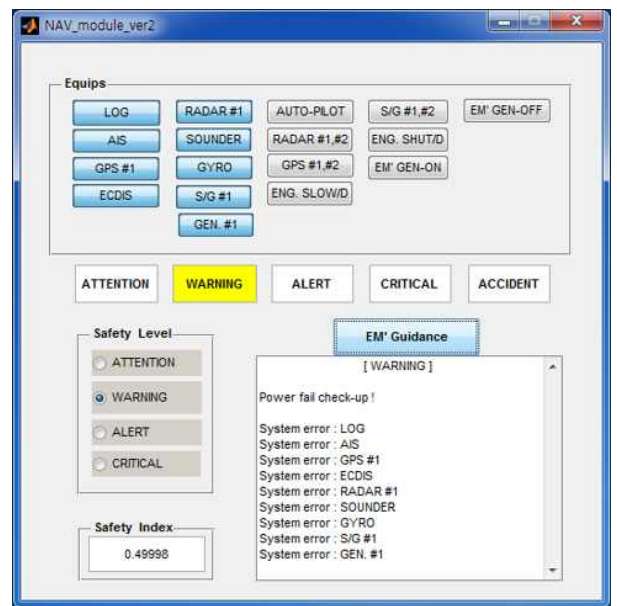 NAV_module_ver2
Equips
LOG RADAR #1 AUTO-PILOT S/G #1,#2 EM' GEN-OFF
AIS SOUNDER RADAR #1,#2 ENG. SHUT/D
GPS #1 GYRO GPS #1,#2 EM' GEN-ON
ECDIS S/G #1 ENG. SLOW/D
GEN. #1
ATTENTION WARNING ALERT CRITICAL ACCIDENT
Safety Level
ATTENTION
WARNING
ALERT
CRITICAL
Safety Index
0.49998
EM' Guidance
[ WARNING ]
Power fail check-up !
System error : LOG
System error : AIS
System error : GPS #1
System error : ECDIS
System error : RADAR #1
System error : SOUNDER
System error : GYRO
System error : S/G #1
System error : GEN. #1